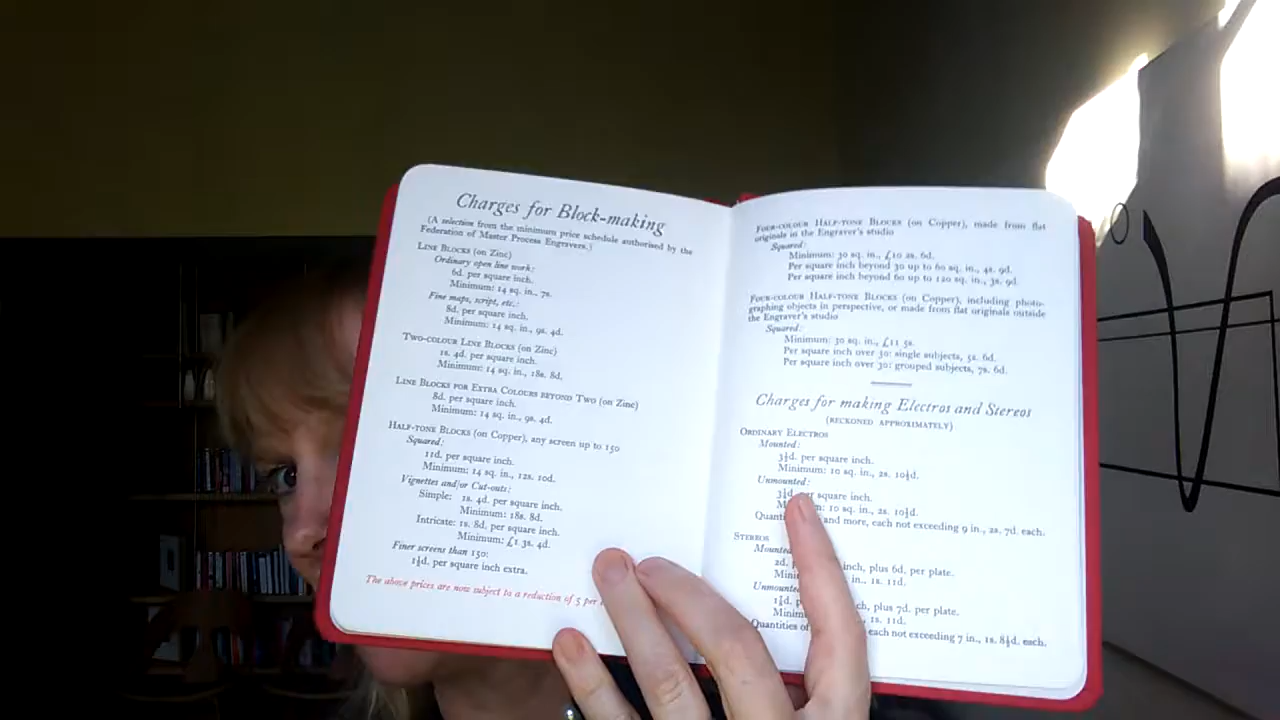 Charges for Block-making
(A selection from the minimum price schedule authorised by the
Federation of Master Process Engravers.)
LINE BLOCKS (on Zinc)
Ordinary open line work:
6d. per square inch.
Minimum: 14 sq. in., 7s.
Fine maps, script, etc.:
8d. per square inch.
Minimum: 14 sq. in., 9s. 4d.
TWO-COLOUR LINE BLOCKS (on Zinc)
1s. 4d. per square inch.
Minimum: 14 sq. in., 18s. 8d.
LINE BLOCKS FOR EXTRA COLOURS BEYOND TWO (on Zinc)
8d. per square inch.
Minimum: 14 sq. in., 9s. 4d.
HALF-TONE BLOCKS (on Copper), any screen up to 150
Squared:
11d. per square inch.
Minimum: 14 sq. in., 12s. 10d.
Vignettes and/or Cut-outs:
Simple: 1s. 4d. per square inch.
Minimum: 18s. 8d.
Intricate: 1s. 8d. per square inch.
Minimum: £1 3s. 4d.
Finer screens than 150:
1½d. per square inch extra.
The above prices are now subject to a reduction of 5 per
FOUR-COLOUR HALF-TONE BLOCKS (on Copper), made from flat
originals in the Engraver's studio
Squared:
Minimum: 30 sq. in., £10 2s. 6d.
Per square inch beyond 30 up to 60 sq. in., 4s. 9d.
Per square inch beyond 60 up to 120 sq. in., 3s. 9d.
FOUR-COLOUR HALF-TONE BLOCKS (on Copper), including photo-
graphing objects in perspective, or made from flat originals outside
the Engraver's studio
Squared:
Minimum: 30 sq. in., £11 5s.
Per square inch over 30: single subjects, 5s. 6d.
Per square inch over 30: grouped subjects, 7s. 6d.
Charges for making Electros and Stereos
(RECKONED APPROXIMATELY)
ORDINARY ELECTROS
Mounted:
3½d. per square inch.
Minimum: 10 sq. in., 2s. 10½d.
Unmounted:
per square inch.
10 sq. in., 2s. 10½d.
and more, each not exceeding 9 in., 2s. 7d. each.
STEREOS
Mounted
2d. inch, plus 6d. per plate.
in., 1s. 11d.
Unmounted
plus 7d. per plate.
1s. 11d.
Quantities of each not exceeding 7 in., 1s. 8½d. each.